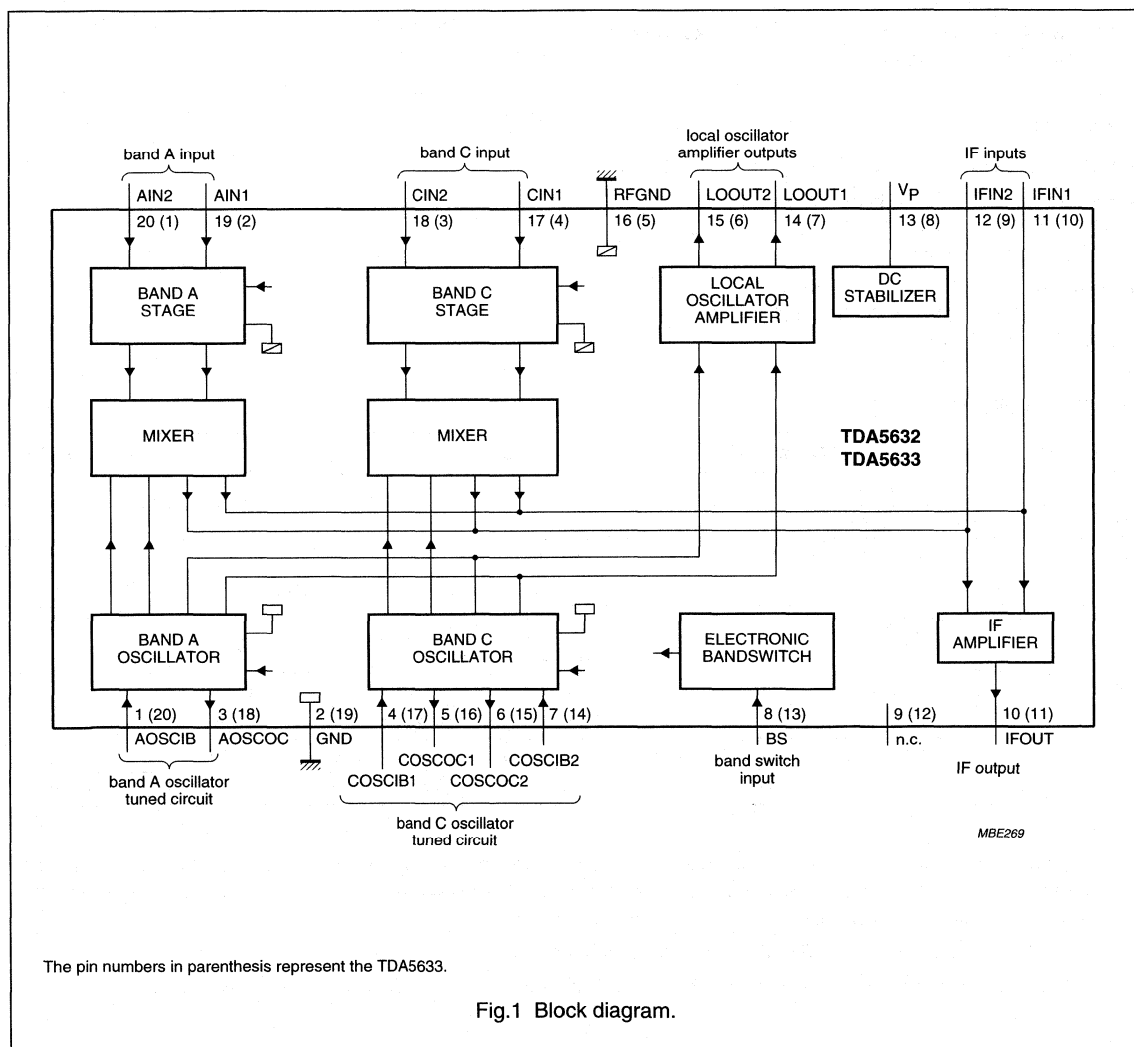 band A input
band C input
local oscillator
amplifier outputs
IF inputs
AIN2 AIN1 CIN2 CIN1 RFGND LOOUT2 LOOUT1 VP IFIN2 IFIN1
20 (1) 19 (2) 18 (3) 17 (4) 16 (5) 15 (6) 14 (7) 13 (8) 12 (9) 11 (10)
BAND A
STAGE
BAND C
STAGE
LOCAL
OSCILLATOR
AMPLIFIER
DC
STABILIZER
MIXER
MIXER
TDA5632
TDA5633
BAND A
OSCILLATOR
BAND C
OSCILLATOR
ELECTRONIC
BANDSWITCH
IF
AMPLIFIER
1 (20) 3 (18) 2 (19) 4 (17) 5 (16) 6 (15) 7 (14) 8 (13) 9 (12) 10 (11)
AOSCIB AOSCOC GND BS n.c. IFOUT
COSCOC1 COSCIB2
COSCIB1 COSCOC2
band A oscillator
tuned circuit
band C oscillator
tuned circuit
band switch
input
IF output
MBE269
The pin numbers in parenthesis represent the TDA5633.
Fig.1 Block diagram.